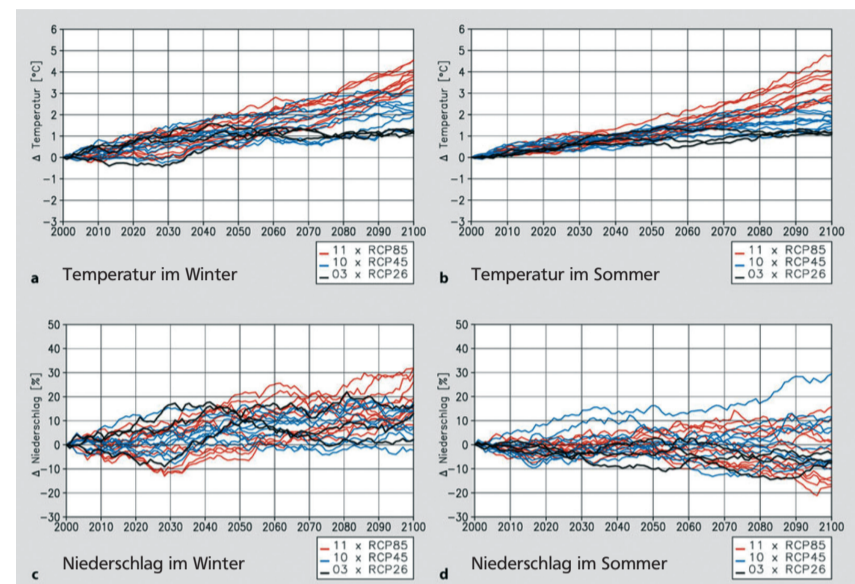 6
5
4
3
2
1
0
−1
−2
−3
Δ Temperatur [°C]
2000 2010 2020 2030 2040 2050 2060 2070 2080 2090 2100
11 x RCP85
10 x RCP45
03 x RCP26
a Temperatur im Winter
6
5
4
3
2
1
0
−1
−2
−3
Δ Temperatur [°C]
2000 2010 2020 2030 2040 2050 2060 2070 2080 2090 2100
11 x RCP85
10 x RCP45
03 x RCP26
b Temperatur im Sommer
50
40
30
20
10
0
−10
−20
−30
Δ Niederschlag [%]
2000 2010 2020 2030 2040 2050 2060 2070 2080 2090 2100
11 x RCP85
10 x RCP45
03 x RCP26
c Niederschlag im Winter
50
40
30
20
10
0
−10
−20
−30
Δ Niederschlag [%]
2000 2010 2020 2030 2040 2050 2060 2070 2080 2090 2100
11 x RCP85
10 x RCP45
03 x RCP26
d Niederschlag im Sommer